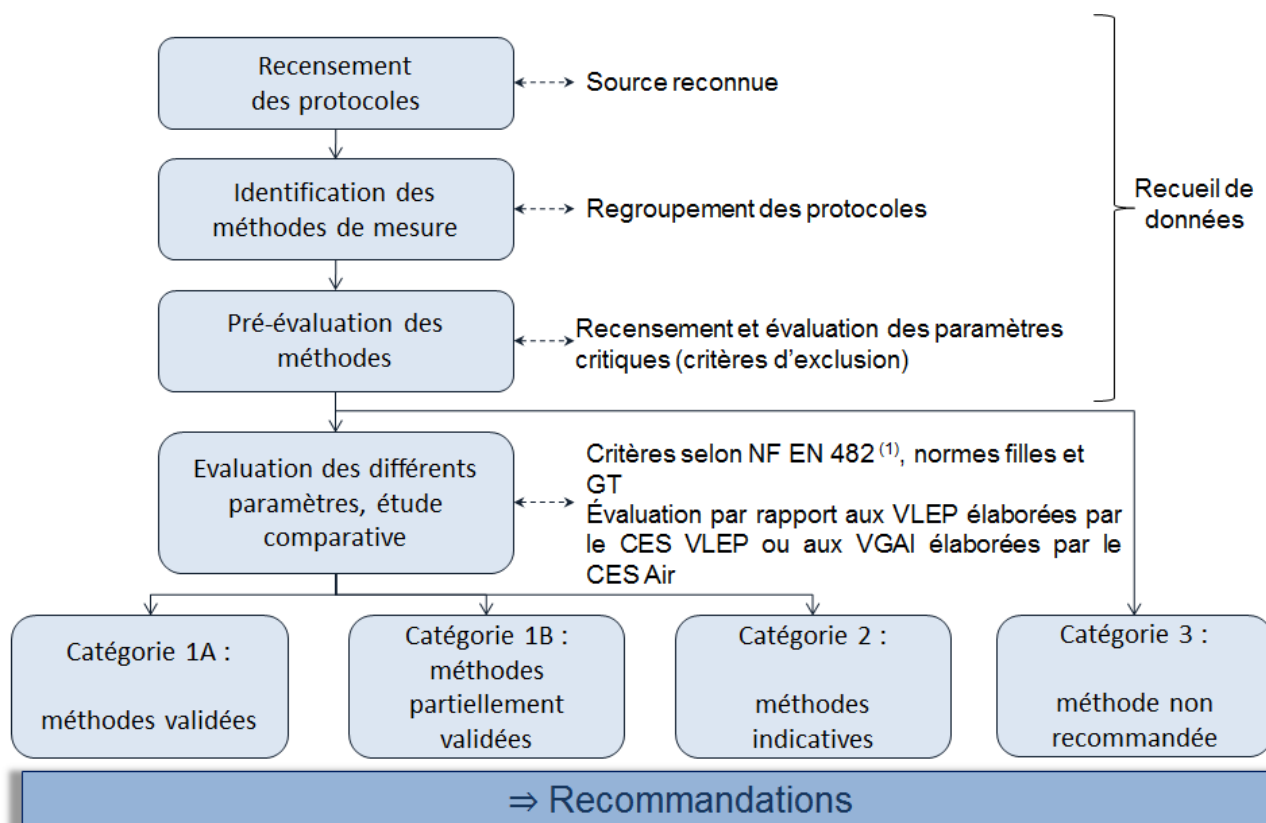 Recensement
des protocoles
Source reconnue
Identification des
méthodes de mesure
Regroupement des protocoles
Recueil de
données
Pré-évaluation des
méthodes
Recensement et évaluation des paramètres
critiques (critères d'exclusion)
Evaluation des différents
paramètres, étude
comparative
Critères selon NF EN 482 (1), normes filles et
GT
Évaluation par rapport aux VLEP élaborées par
le CES VLEP ou aux VGAI élaborées par le
CES Air
Catégorie 1A :
méthodes validées
Catégorie 1B :
méthodes
partiellement
validées
Catégorie 2 :
méthodes
indicatives
Catégorie 3 :
méthode non
recommandée
⇒ Recommandations